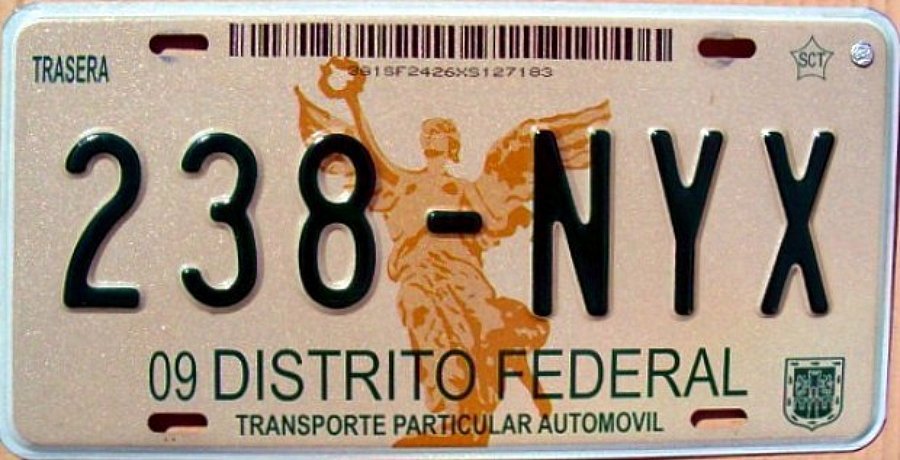 TRASERA
SCT
381SF2426XS127183
238-NYX
09 DISTRITO FEDERAL
TRANSPORTE PARTICULAR AUTOMOVIL